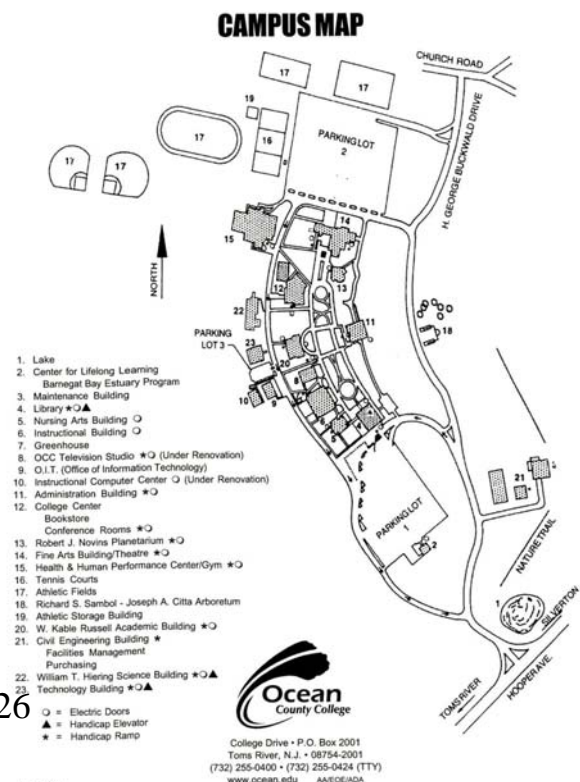 CAMPUS MAP
CHURCH ROAD
17
17
19
H. GEORGE BUCKWALD DRIVE
17
16
PARKING LOT
2
17
17
14
15
NORTH
12
13
22
18
PARKING
LOT 3
23
11
20
8
10
9
6
5
4
7
21
PARKING LOT
1
2
NATURE TRAIL
1
SILVERTON
TOMS RIVER
HOOPER AVE.
1. Lake
2. Center for Lifelong Learning
Barnegat Bay Estuary Program
3. Maintenance Building
4. Library ★❍▲
5. Nursing Arts Building ❍
6. Instructional Building ❍
7. Greenhouse
8. OCC Television Studio ★❍ (Under Renovation)
9. O.I.T. (Office of Information Technology)
10. Instructional Computer Center ❍ (Under Renovation)
11. Administration Building ★❍
12. College Center
Bookstore
Conference Rooms ★❍
13. Robert J. Novins Planetarium ★❍
14. Fine Arts Building/Theatre ★❍
15. Health & Human Performance Center/Gym ★❍
16. Tennis Courts
17. Athletic Fields
18. Richard S. Sambol - Joseph A. Citta Arboretum
19. Athletic Storage Building
20. W. Kable Russell Academic Building ★❍
21. Civil Engineering Building ★
Facilities Management
Purchasing
22. William T. Hiering Science Building ★❍▲
23. Technology Building ★❍▲
26
❍ = Electric Doors
▲ = Handicap Elevator
★ = Handicap Ramp
Ocean
County College
College Drive • P.O. Box 2001
Toms River, N.J. • 08754-2001
(732) 255-0400 • (732) 255-0424 (TTY)
www.ocean.edu AA/EOE/ADA